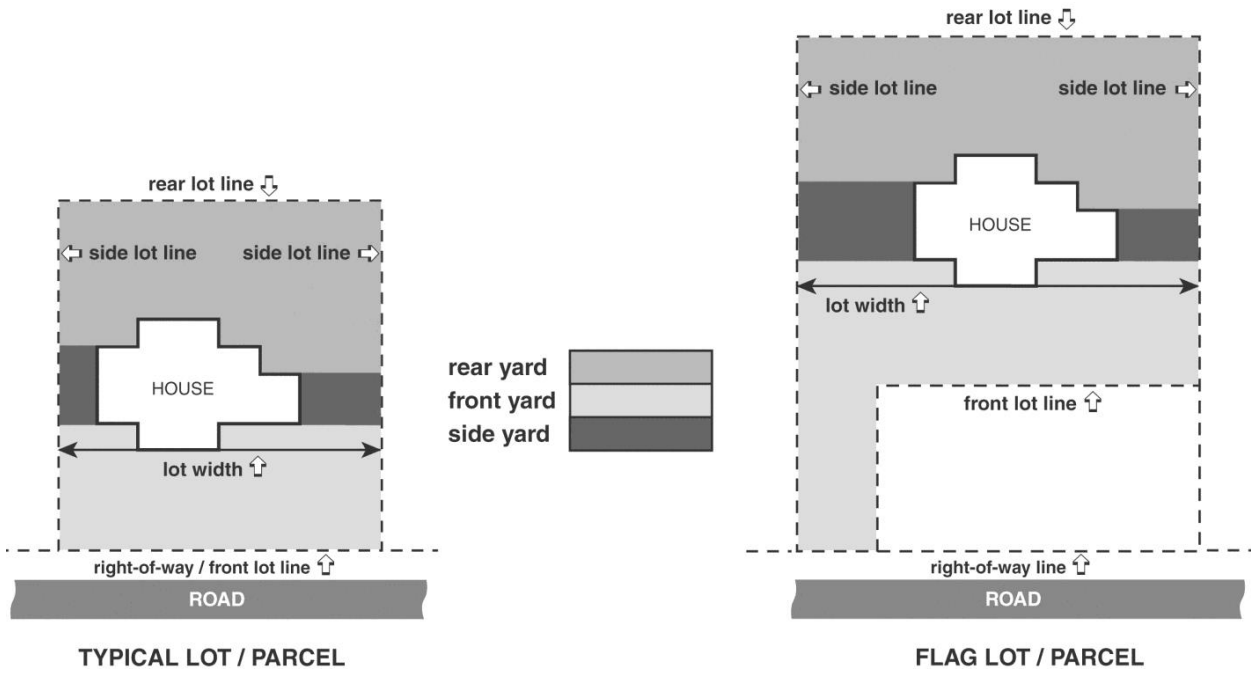 rear lot line
side lot line
side lot line
HOUSE
lot width
right-of-way / front lot line
ROAD
TYPICAL LOT / PARCEL
rear yard
front yard
side yard
rear lot line
side lot line
side lot line
HOUSE
lot width
front lot line
right-of-way line
ROAD
FLAG LOT / PARCEL